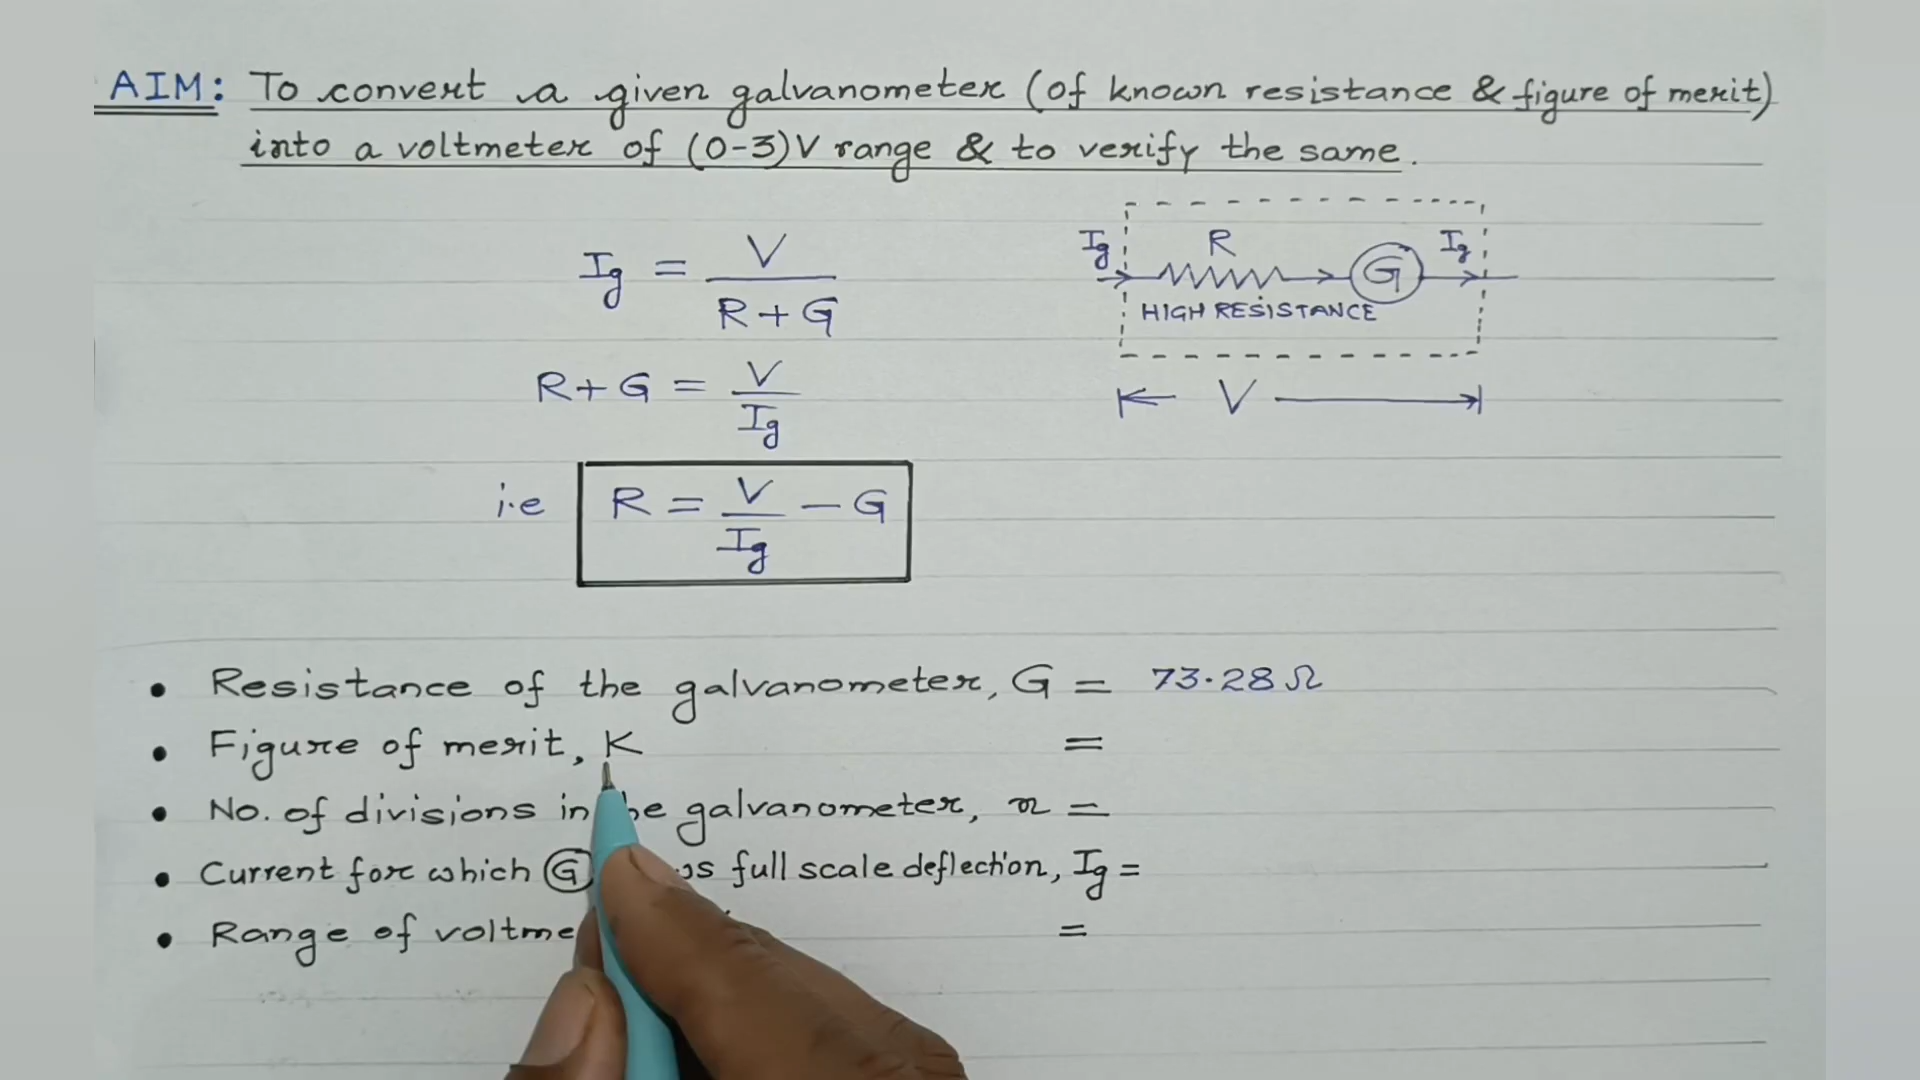 AIM: To convert a given galvanometer (of known resistance & figure of merit)
into a voltmeter of (0-3)V range & to verify the same.
Ig = V / R+G
R+G = V / Ig
i.e R = V / Ig - G
Ig R G Ig
HIGH RESISTANCE
V
• Resistance of the galvanometer, G = 73.28 Ω
• Figure of merit, K =
• No. of divisions in galvanometer, n =
• Current for which G full scale deflection, Ig =
• Range of =